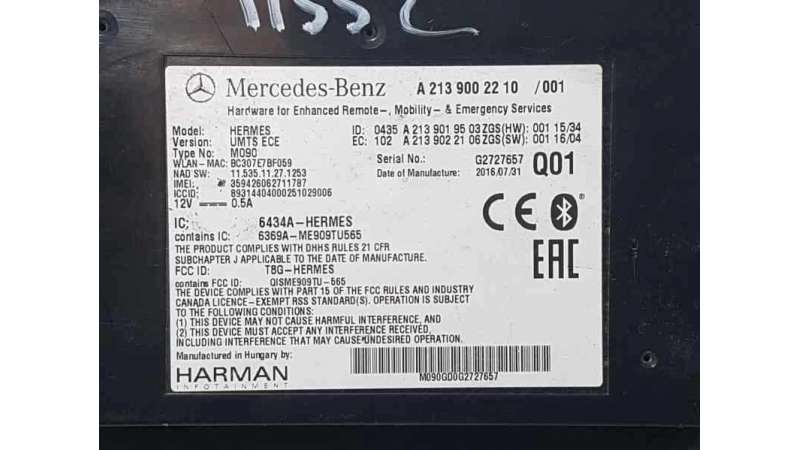 1155C
Mercedes-Benz A 213 900 22 10 /001
Hardware for Enhanced Remote-, Mobility- & Emergency Services
Model: HERMES ID: 0435 A 213 901 95 03 ZGS(HW): 001 15/34
Version: UMTS ECE EC: 102 A 213 902 21 06 ZGS(SW): 001 16/04
Type No: M090
WLAN-MAC: BC307E7BF059 Serial No.: G2727657 Q01
NAD SW: 11.535.11.27.1253 Date of Manufacture: 2016/07/31
IMEI: 359426062711787
ICCID: 89314404000251029006
12V 0.5A
IC: 6434A-HERMES
contains IC: 6369A-ME909TU565
THE PRODUCT COMPLIES WITH DHHS RULES 21 CFR
SUBCHAPTER J APPLICABLE TO THE DATE OF MANUFACTURE.
FCC ID: T8G-HERMES
contains FCC ID: QISME909TU-565
THE DEVICE COMPLIES WITH PART 15 OF THE FCC RULES AND INDUSTRY
CANADA LICENCE-EXEMPT RSS STANDARD(S). OPERATION IS SUBJECT
TO THE FOLLOWING CONDITIONS:
(1) THIS DEVICE MAY NOT CAUSE HARMFUL INTERFERENCE, AND
(2) THIS DEVICE MUST ACCEPT ANY INTERFERENCE RECEIVED,
INCLUDING INTERFERENCE THAT MAY CAUSE UNDESIRED OPERATION.
CE
EAC
Manufactured in Hungary by:
HARMAN
INFOTAINMENT
M090GD0G2727657